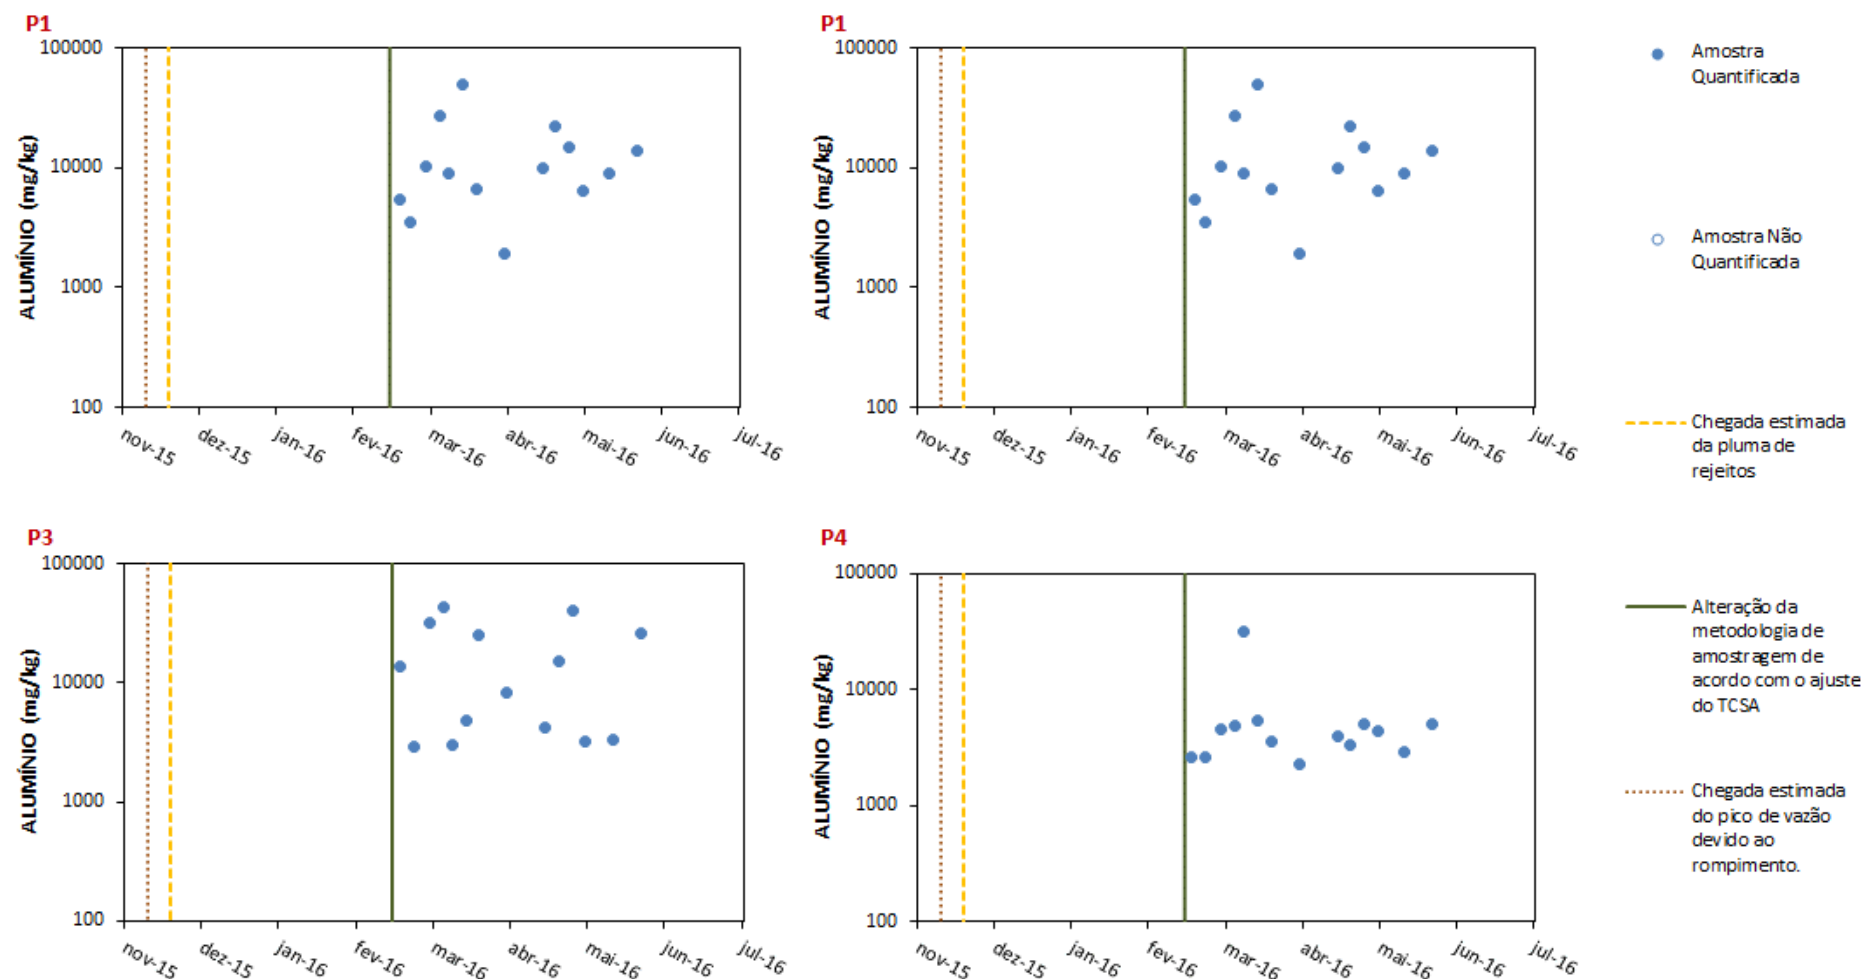 P1
100000
10000
1000
100
ALUMÍNIO (mg/kg)
nov-15
dez-15
jan-16
fev-16
mar-16
abr-16
mai-16
jun-16
jul-16
P1
100000
10000
1000
100
ALUMÍNIO (mg/kg)
nov-15
dez-15
jan-16
fev-16
mar-16
abr-16
mai-16
jun-16
jul-16
P3
100000
10000
1000
100
ALUMÍNIO (mg/kg)
nov-15
dez-15
jan-16
fev-16
mar-16
abr-16
mai-16
jun-16
jul-16
P4
100000
10000
1000
100
ALUMÍNIO (mg/kg)
nov-15
dez-15
jan-16
fev-16
mar-16
abr-16
mai-16
jun-16
jul-16
Amostra
Quantificada
Amostra Não
Quantificada
Chegada estimada
da pluma de
rejeitos
Alteração da
metodologia de
amostragem de
acordo com o ajuste
do TCSA
Chegada estimada
do pico de vazão
devido ao
rompimento.